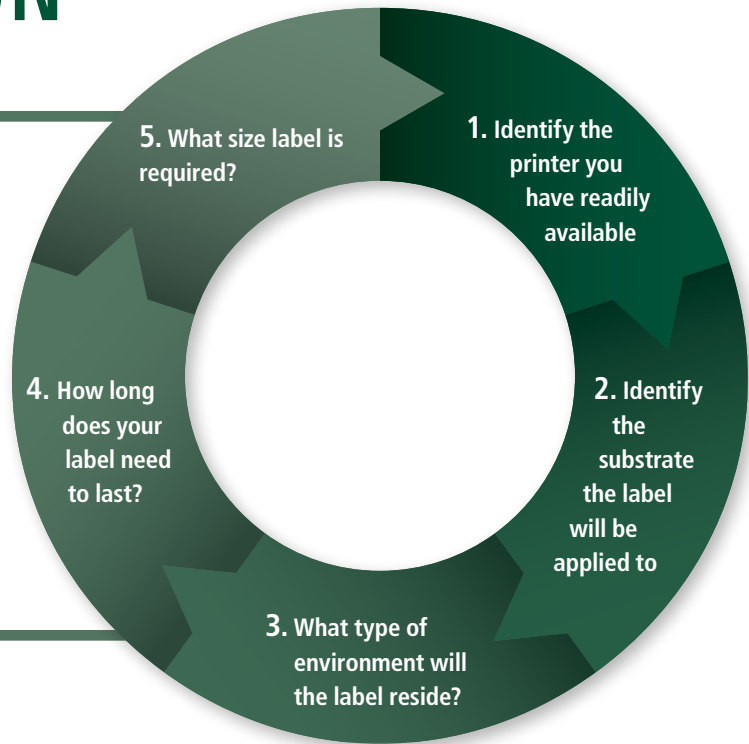 1. Identify the
printer you
have readily
available
2. Identify
the
substrate
the label
will be
applied to
3. What type of
environment will
the label reside?
4. How long
does your
label need
to last?
5. What size label is
required?